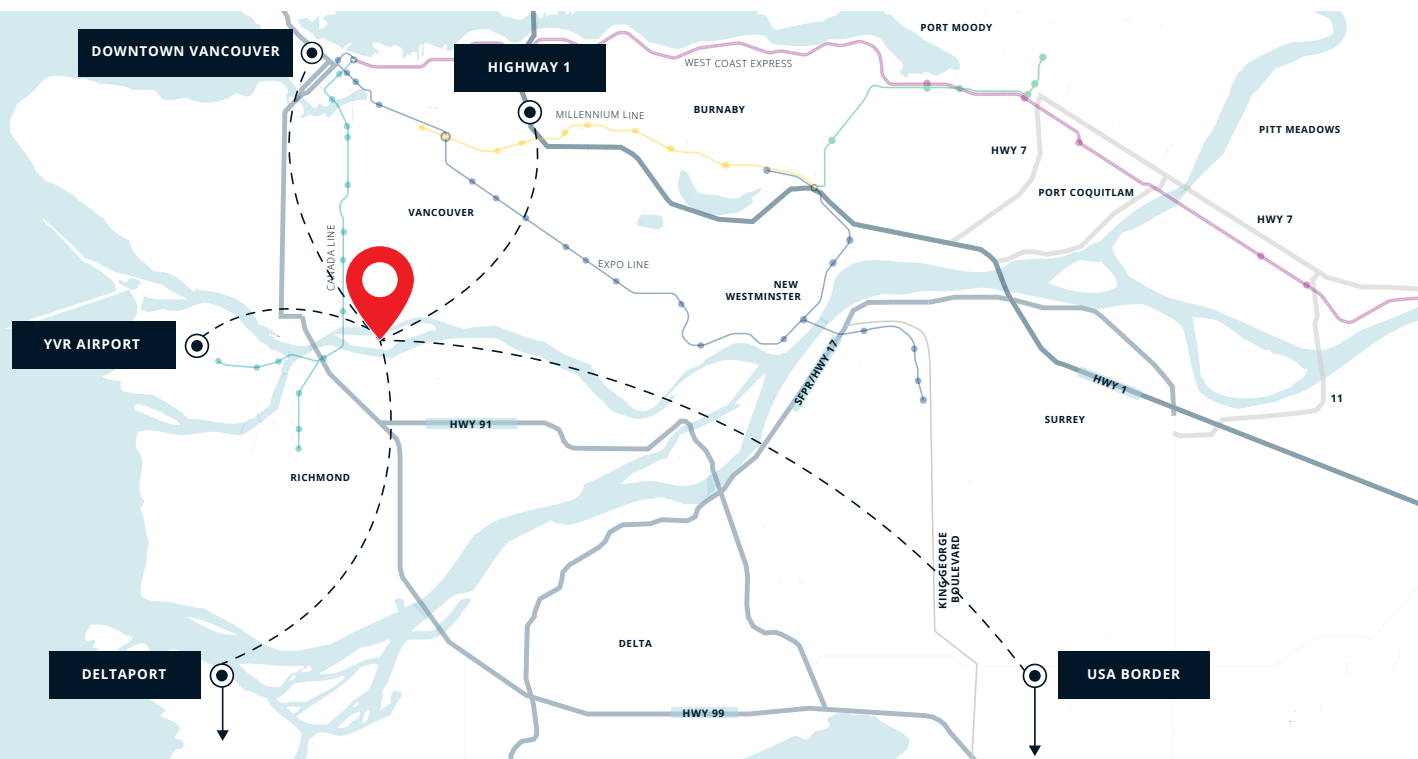 PORT MOODY
DOWNTOWN VANCOUVER
HIGHWAY 1
WEST COAST EXPRESS
BURNABY
MILLENNIUM LINE
PITT MEADOWS
HWY 7
PORT COQUITLAM
VANCOUVER
HWY 7
CANADA LINE
EXPO LINE
NEW
WESTMINSTER
YVR AIRPORT
SFPR/HWY 17
HWY 1
11
HWY 91
SURREY
RICHMOND
KING GEORGE
BOULEVARD
DELTA
DELTAPORT
USA BORDER
HWY 99